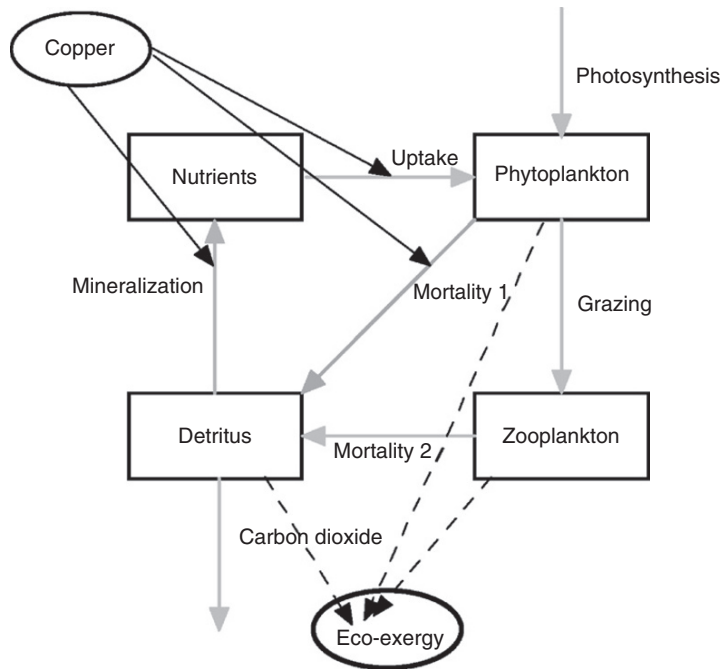 Copper
Photosynthesis
Uptake
Nutrients
Phytoplankton
Mineralization
Mortality 1
Grazing
Detritus
Zooplankton
Mortality 2
Carbon dioxide
Eco-exergy